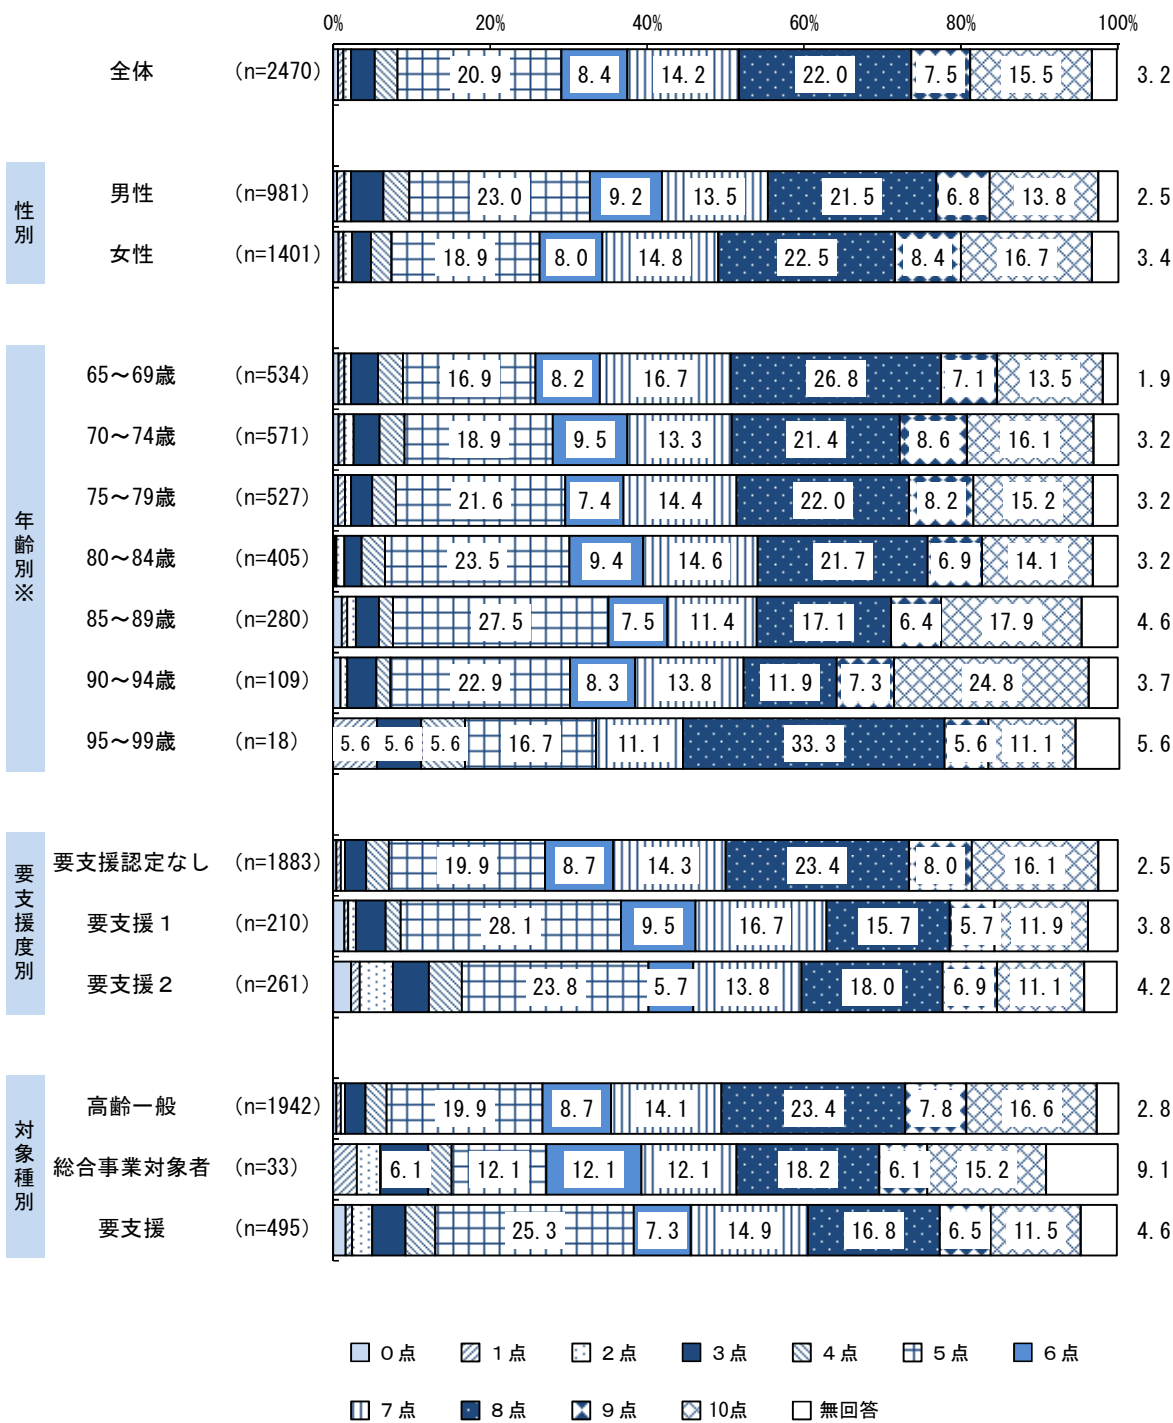 0% 20% 40% 60% 80% 100%
全体 (n=2470) 20.9 8.4 14.2 22.0 7.5 15.5 3.2
性別
男性 (n=981) 23.0 9.2 13.5 21.5 6.8 13.8 2.5
女性 (n=1401) 18.9 8.0 14.8 22.5 8.4 16.7 3.4
年齢別※
65～69歳 (n=534) 16.9 8.2 16.7 26.8 7.1 13.5 1.9
70～74歳 (n=571) 18.9 9.5 13.3 21.4 8.6 16.1 3.2
75～79歳 (n=527) 21.6 7.4 14.4 22.0 8.2 15.2 3.2
80～84歳 (n=405) 23.5 9.4 14.6 21.7 6.9 14.1 3.2
85～89歳 (n=280) 27.5 7.5 11.4 17.1 6.4 17.9 4.6
90～94歳 (n=109) 22.9 8.3 13.8 11.9 7.3 24.8 3.7
95～99歳 (n=18) 5.6 5.6 5.6 16.7 11.1 33.3 5.6 11.1 5.6
要支援度別
要支援認定なし (n=1883) 19.9 8.7 14.3 23.4 8.0 16.1 2.5
要支援１ (n=210) 28.1 9.5 16.7 15.7 5.7 11.9 3.8
要支援２ (n=261) 23.8 5.7 13.8 18.0 6.9 11.1 4.2
対象種別
高齢一般 (n=1942) 19.9 8.7 14.1 23.4 7.8 16.6 2.8
総合事業対象者 (n=33) 6.1 12.1 12.1 12.1 18.2 6.1 15.2 9.1
要支援 (n=495) 25.3 7.3 14.9 16.8 6.5 11.5 4.6
０点 １点 ２点 ３点 ４点 ５点 ６点
７点 ８点 ９点 10点 無回答